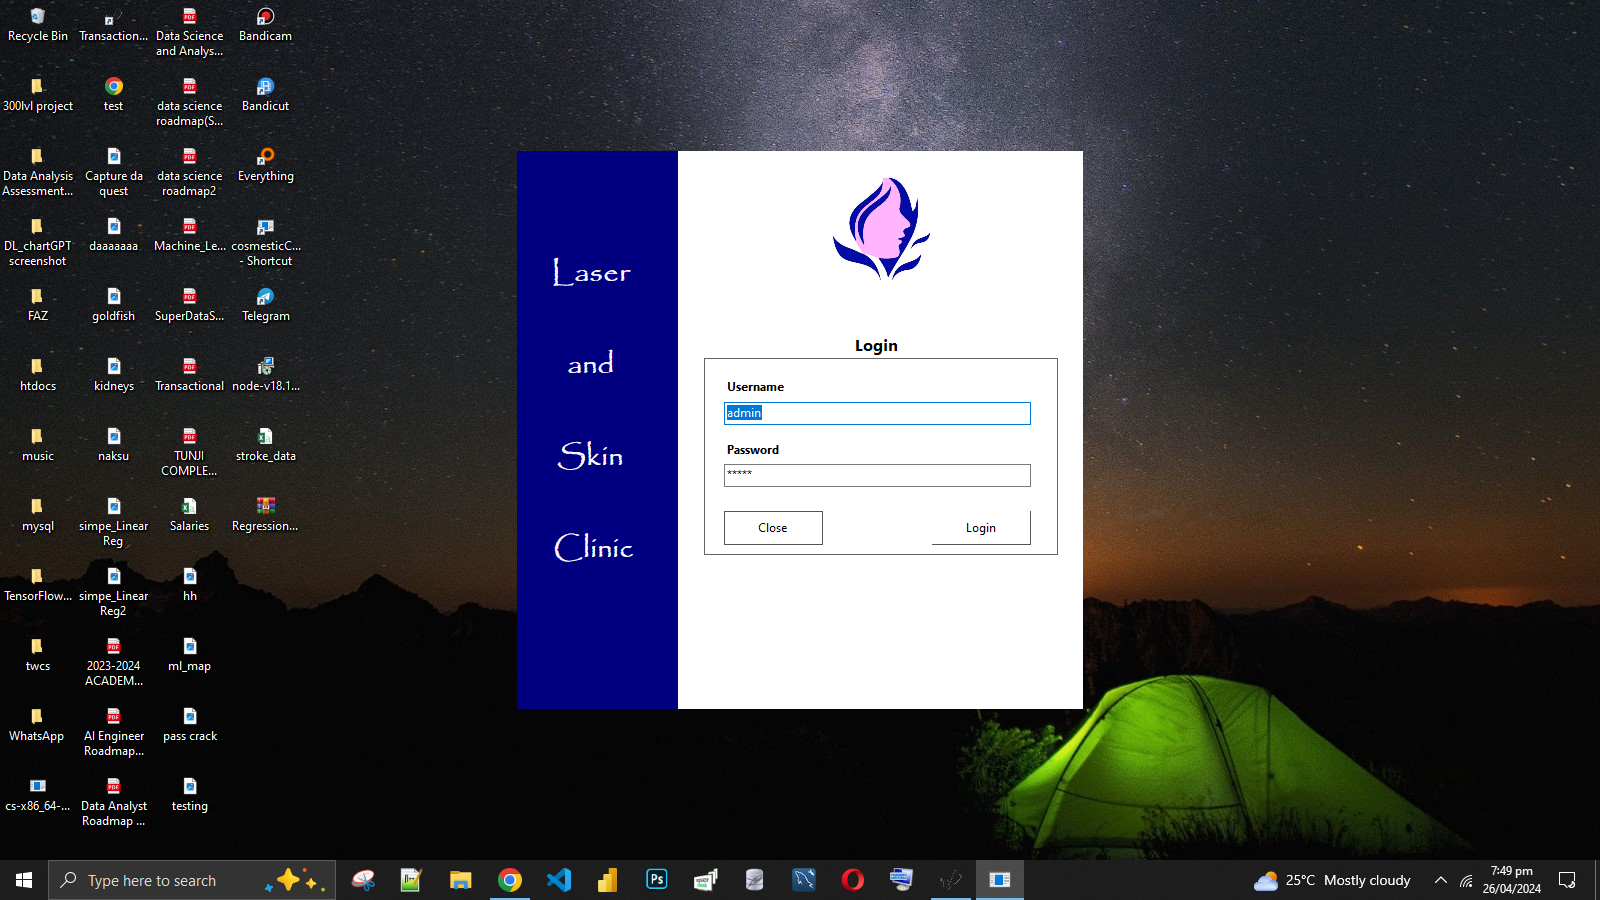 Recycle Bin
Transaction...
Data Science
and Analys...
Bandicam
300lvl project
test
data science
roadmap(S...
Bandicut
Data Analysis
Assessment...
Capture da
quest
data science
roadmap2
Everything
DL_chartGPT
screenshot
daaaaaaa
Machine_Le...
cosmesticC...
- Shortcut
FAZ
goldfish
SuperDataS...
Telegram
htdocs
kidneys
Transactional
node-v18.1...
music
naksu
TUNJI
COMPLE...
stroke_data
mysql
simpe_Linear
Reg
Salaries
Regression...
TensorFlow...
simpe_Linear
Reg2
hh
twcs
2023-2024
ACADEM...
ml_map
WhatsApp
AI Engineer
Roadmap...
pass crack
cs-x86_64-...
Data Analyst
Roadmap ...
testing
Laser
and
Skin
Clinic
Login
Username
admin
Password
*****
Close
Login
Type here to search
Ps
25°C Mostly cloudy
7:49 pm
26/04/2024